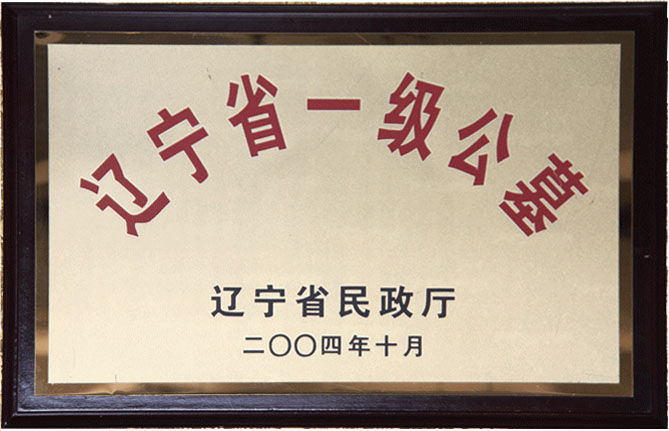 辽宁省一级公墓
辽宁省民政厅
二〇〇四年十月